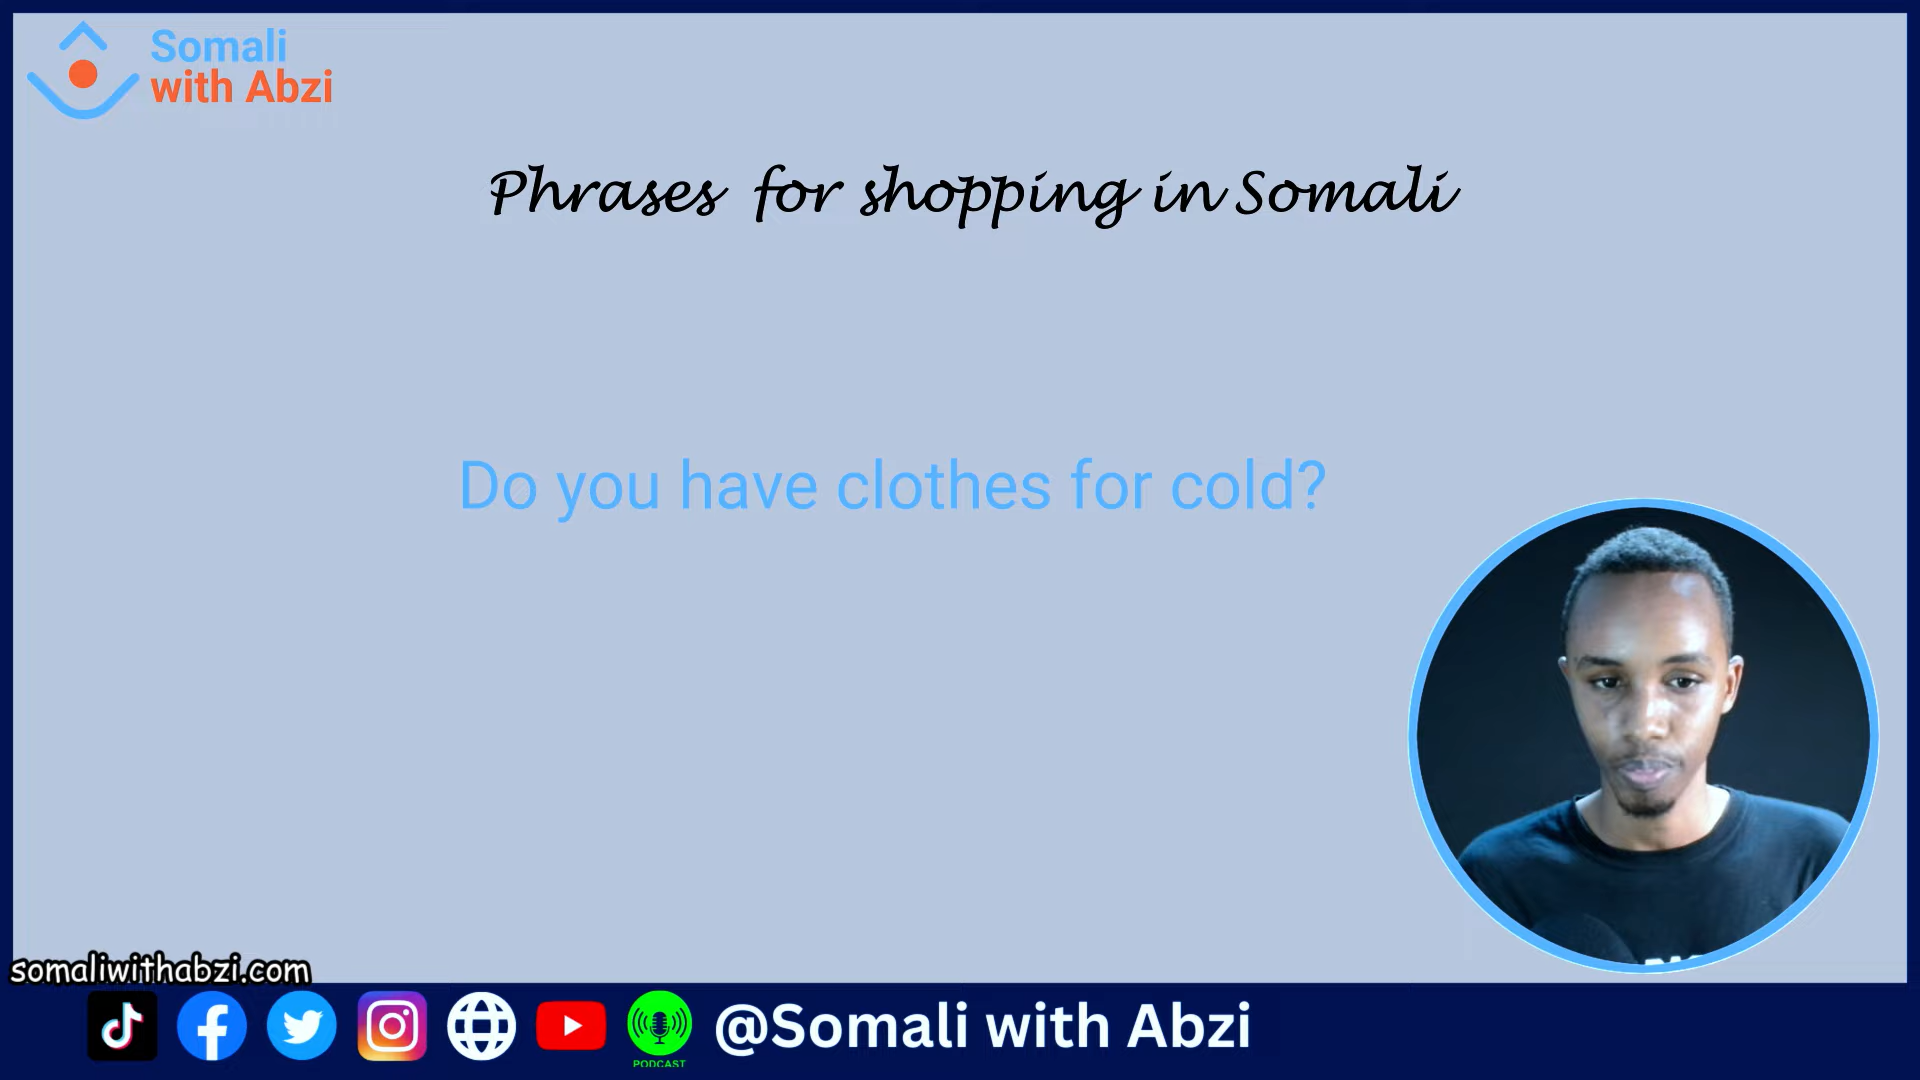 Somali
with Abzi
Phrases for shopping in Somali
Do you have clothes for cold?
somaliwithabzi.com
PODCAST
@Somali with Abzi